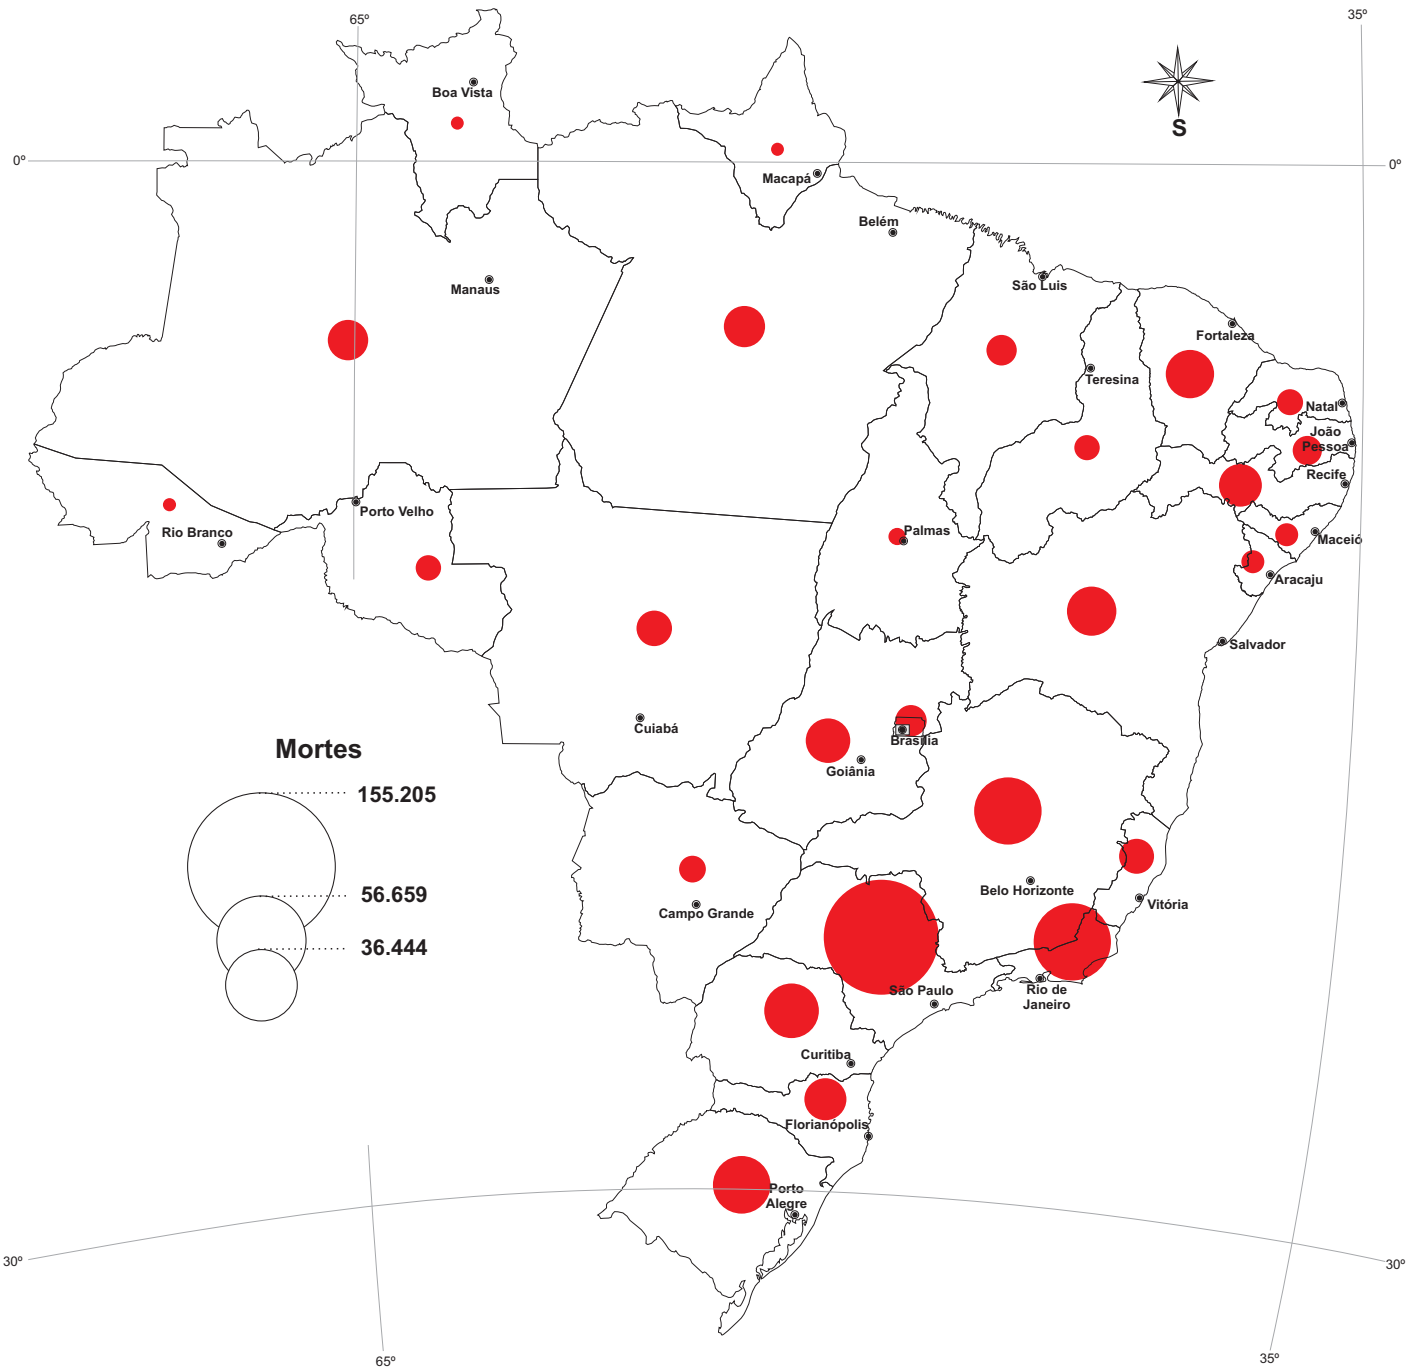 65º
35º
Boa Vista
S
0º
0º
Macapá
Belém
Manaus
São Luis
Fortaleza
Teresina
Natal
João
Pessoa
Recife
Porto Velho
Rio Branco
Palmas
Maceió
Aracaju
Salvador
Cuiabá
Brasília
Goiânia
Mortes
155.205
56.659
36.444
Belo Horizonte
Vitória
Campo Grande
São Paulo
Rio de
Janeiro
Curitiba
Florianópolis
Porto
Alegre
30º
30º
65º
35º